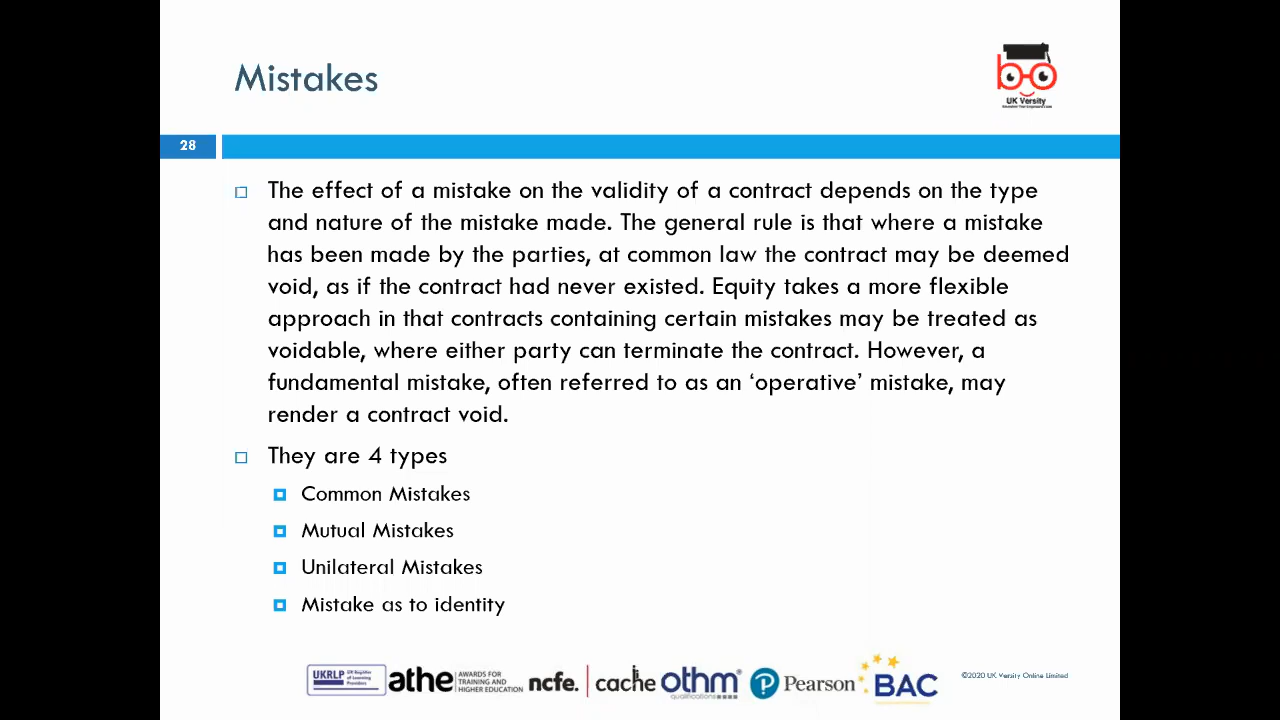 Mistakes
UK Versity
28
The effect of a mistake on the validity of a contract depends on the type
and nature of the mistake made. The general rule is that where a mistake
has been made by the parties, at common law the contract may be deemed
void, as if the contract had never existed. Equity takes a more flexible
approach in that contracts containing certain mistakes may be treated as
voidable, where either party can terminate the contract. However, a
fundamental mistake, often referred to as an ‘operative’ mistake, may
render a contract void.
They are 4 types
Common Mistakes
Mutual Mistakes
Unilateral Mistakes
Mistake as to identity
UKRLP
UK Register
of Learning
Providers
athe
AWARDS FOR
TRAINING AND
HIGHER EDUCATION
ncfe.
cache
othm
qualifications
Pearson
BAC
©2020 UK Versity Online Limited